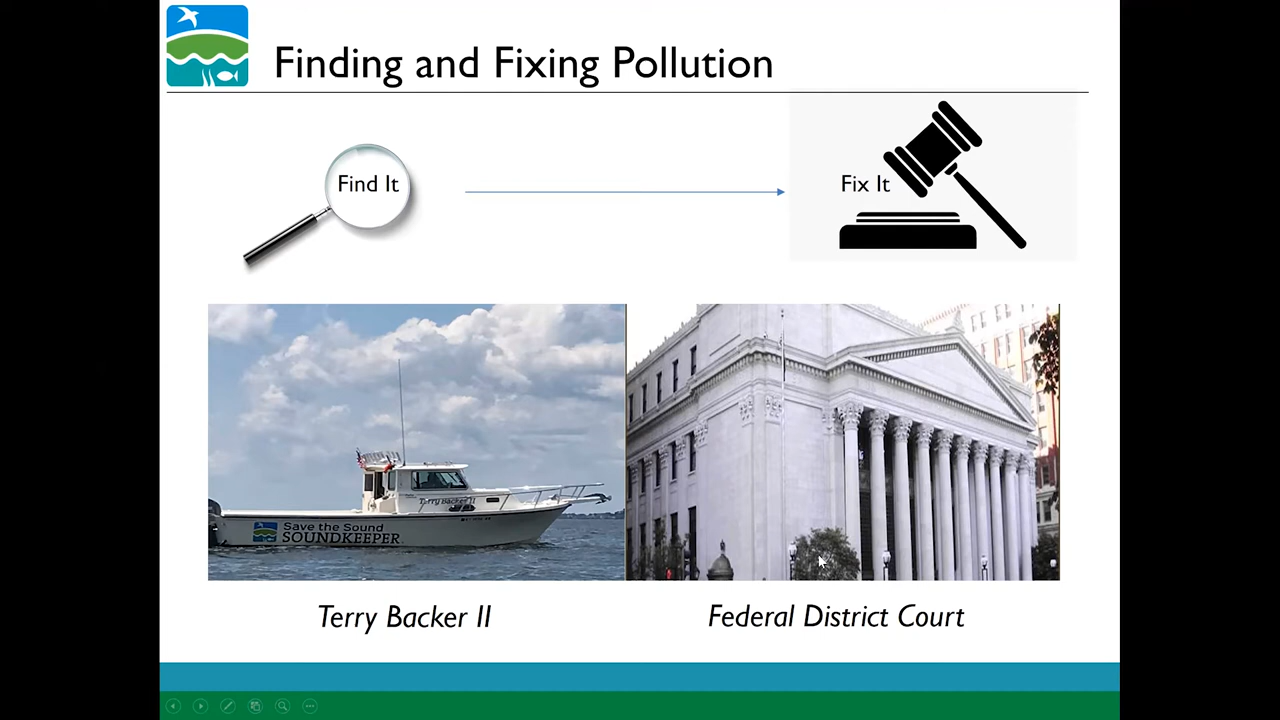 Finding and Fixing Pollution
Find It
Fix It
Terry Backer II
Save the Sound
SOUNDKEEPER
Terry Backer II
Federal District Court